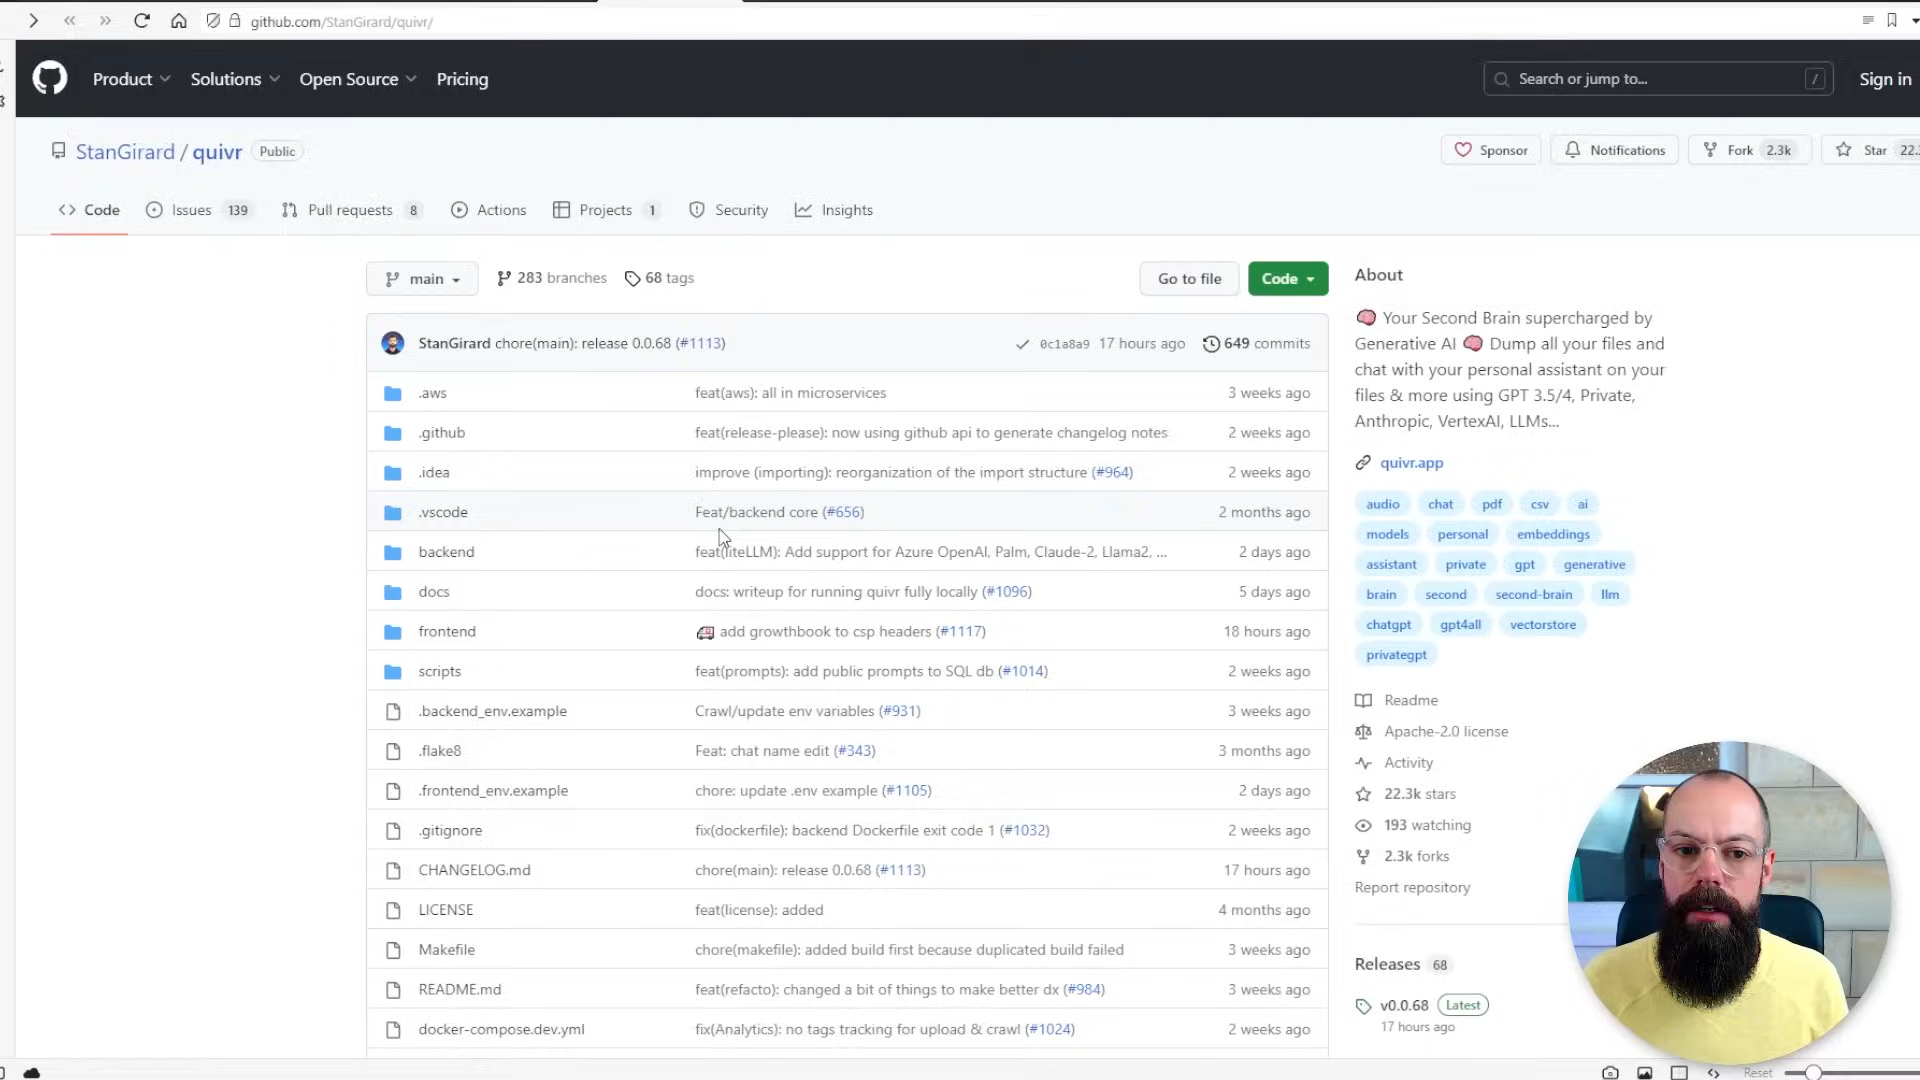 github.com/StanGirard/quivr/
Product
Solutions
Open Source
Pricing
Search or jump to...
/
Sign in
StanGirard / quivr
Public
Sponsor
Notifications
Fork 2.3k
Star
Code
Issues 139
Pull requests 8
Actions
Projects 1
Security
Insights
main
283 branches
68 tags
Go to file
Code
StanGirard chore(main): release 0.0.68 (#1113)
0c1a8a9 17 hours ago
649 commits
.aws feat(aws): all in microservices 3 weeks ago
.github feat(release-please): now using github api to generate changelog notes 2 weeks ago
.idea improve (importing): reorganization of the import structure (#964) 2 weeks ago
.vscode Feat/backend core (#656) 2 months ago
backend feat(liteLLM): Add support for Azure OpenAI, Palm, Claude-2, Llama2, ... 2 days ago
docs docs: writeup for running quivr fully locally (#1096) 5 days ago
frontend 🚑 add growthbook to csp headers (#1117) 18 hours ago
scripts feat(prompts): add public prompts to SQL db (#1014) 2 weeks ago
.backend_env.example Crawl/update env variables (#931) 3 weeks ago
.flake8 Feat: chat name edit (#343) 3 months ago
.frontend_env.example chore: update .env example (#1105) 2 days ago
.gitignore fix(dockerfile): backend Dockerfile exit code 1 (#1032) 2 weeks ago
CHANGELOG.md chore(main): release 0.0.68 (#1113) 17 hours ago
LICENSE feat(license): added 4 months ago
Makefile chore(makefile): added build first because duplicated build failed 3 weeks ago
README.md feat(refacto): changed a bit of things to make better dx (#984) 3 weeks ago
docker-compose.dev.yml fix(Analytics): no tags tracking for upload & crawl (#1024) 2 weeks ago
About
🧠 Your Second Brain supercharged by
Generative AI 🧠 Dump all your files and
chat with your personal assistant on your
files & more using GPT 3.5/4, Private,
Anthropic, VertexAI, LLMs...
quivr.app
audio chat pdf csv ai
models personal embeddings
assistant private gpt generative
brain second second-brain llm
chatgpt gpt4all vectorstore
privategpt
Readme
Apache-2.0 license
Activity
22.3k stars
193 watching
2.3k forks
Report repository
Releases 68
v0.0.68 Latest
17 hours ago
Reset